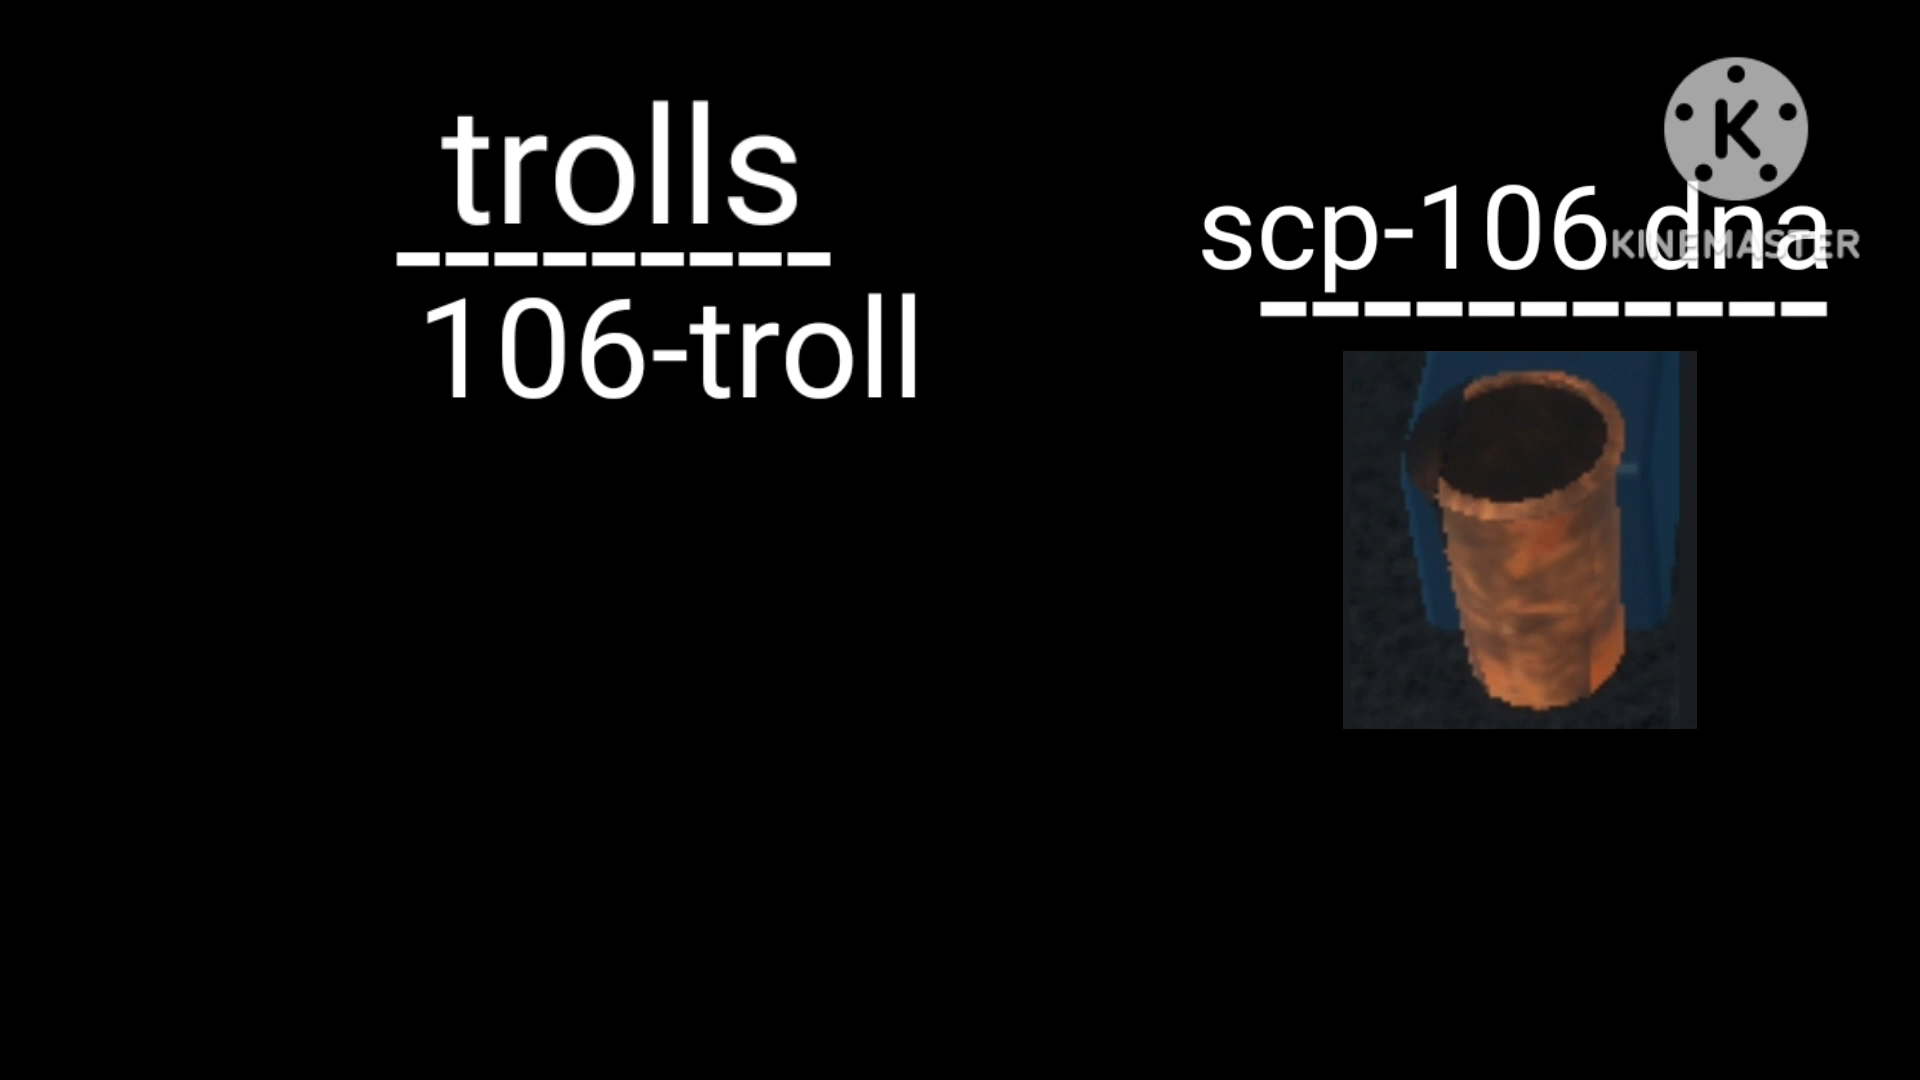 trolls
---------
106-troll
scp-106 dna
-----------
K
KINEMASTER